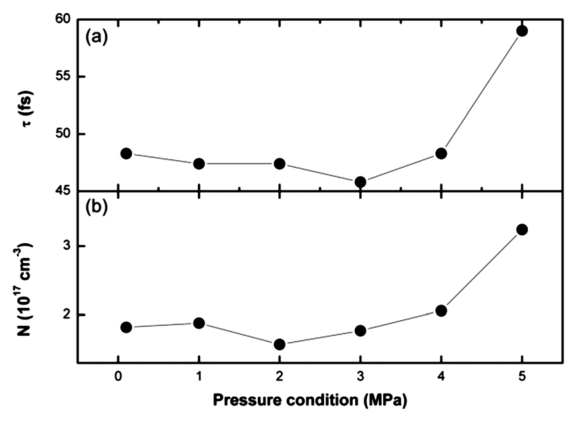 60
(a)
55
τ (fs)
50
45
(b)
3
N (10¹⁷ cm⁻³)
2
0 1 2 3 4 5
Pressure condition (MPa)